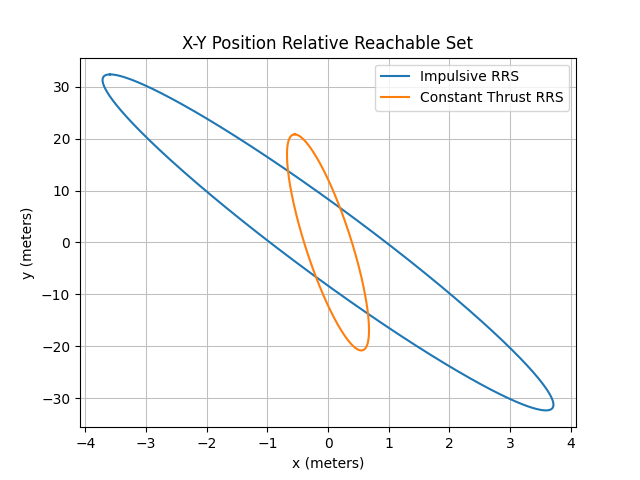 X-Y Position Relative Reachable Set
Impulsive RRS
Constant Thrust RRS
y (meters)
30
20
10
0
−10
−20
−30
−4 −3 −2 −1 0 1 2 3 4
x (meters)